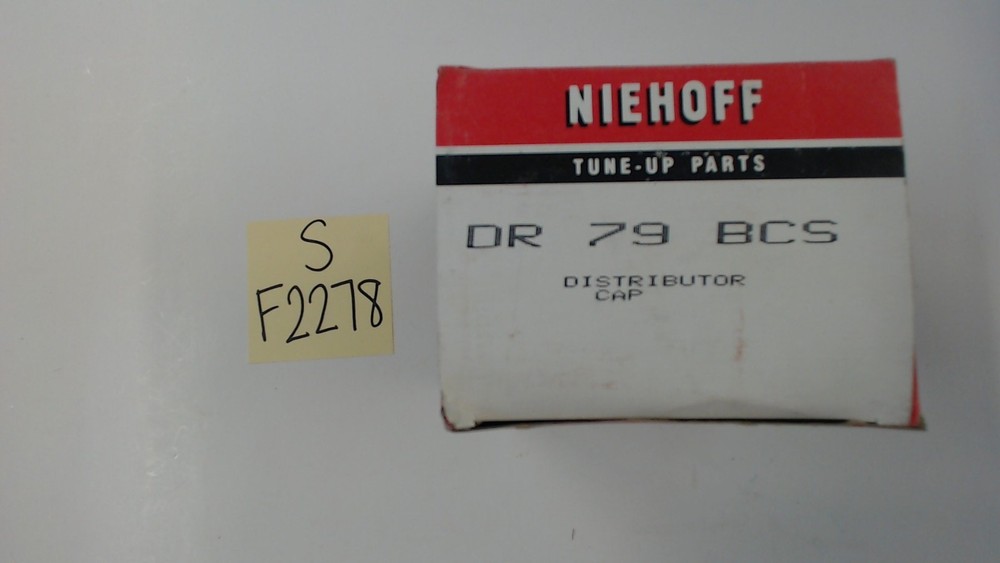 S
F2278
NIEHOFF
TUNE-UP PARTS
DR 79 BCS
DISTRIBUTOR
CAP